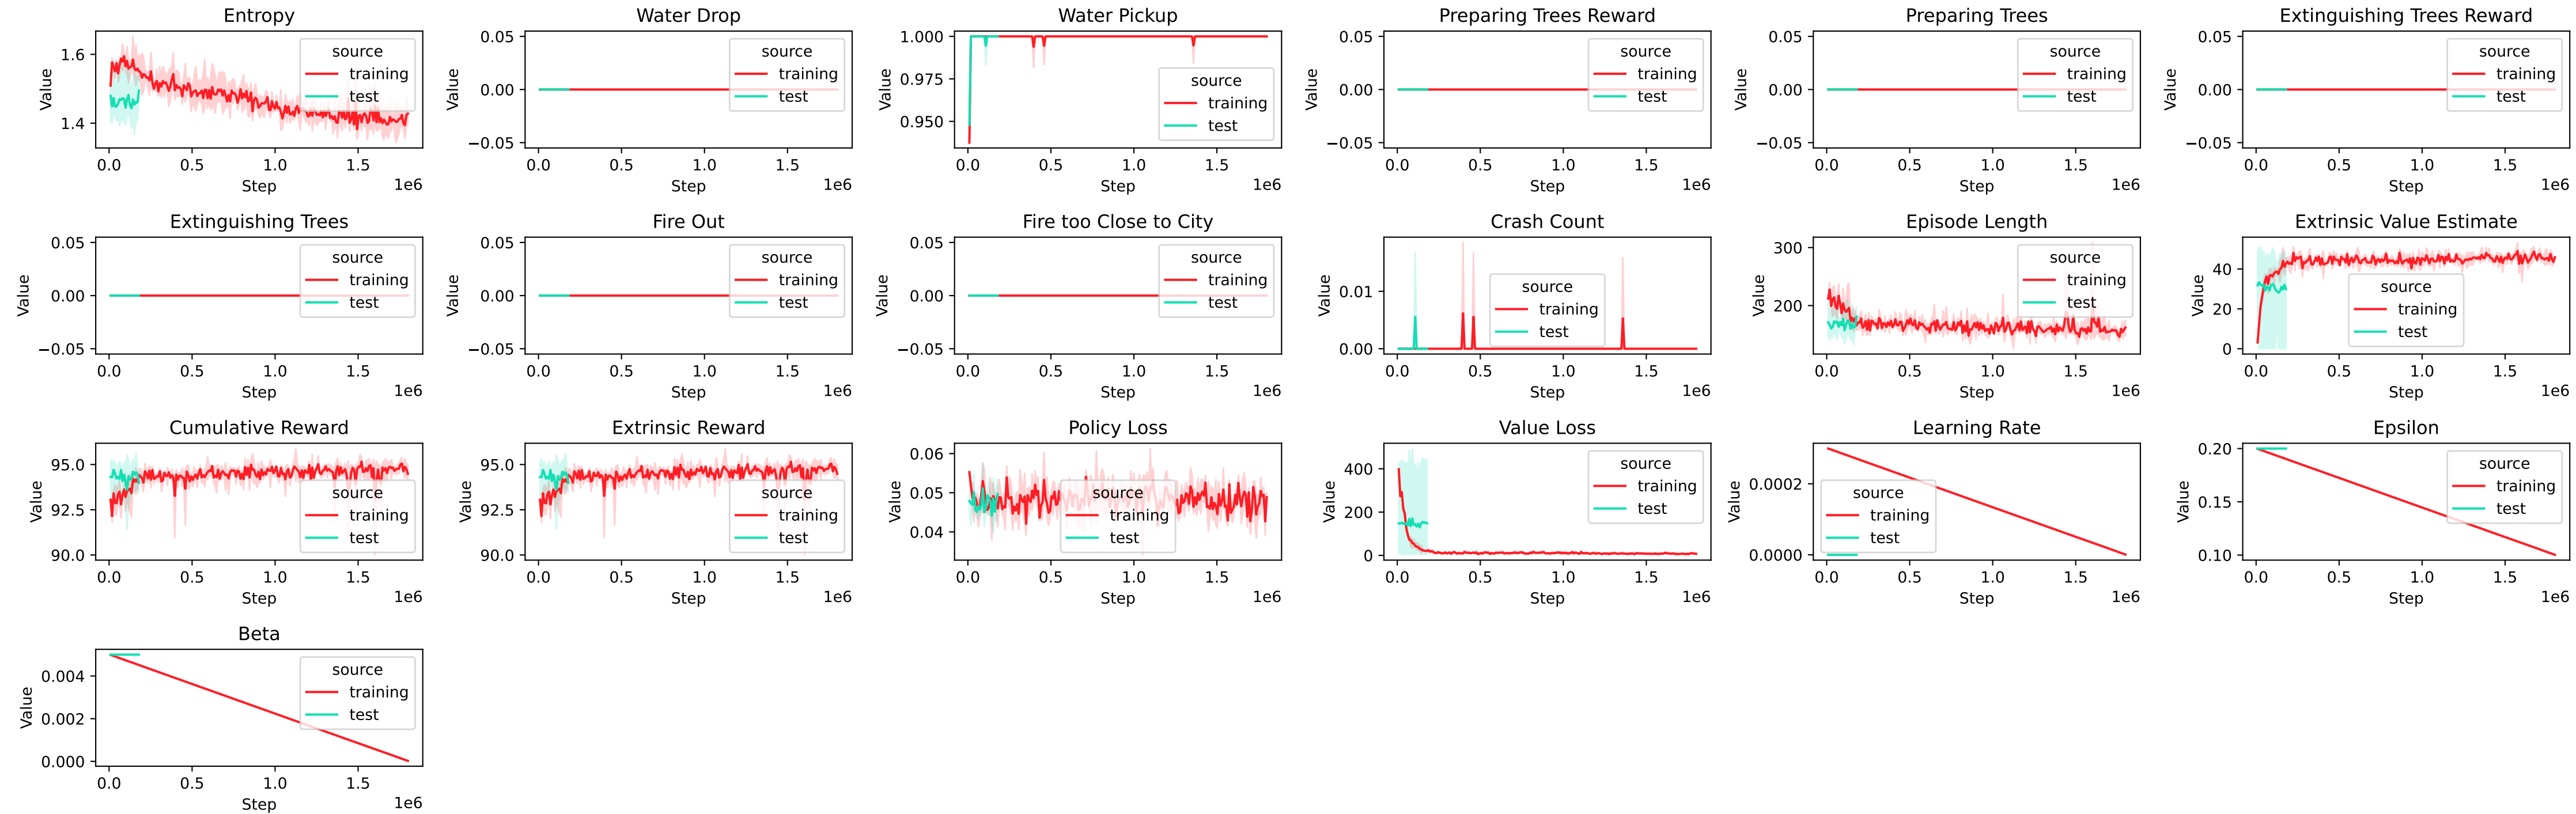 Entropy
Value
1.6
1.4
source
training
test
0.0 0.5 1.0 1.5
Step
1e6
Water Drop
Value
0.05
0.00
−0.05
source
training
test
0.0 0.5 1.0 1.5
Step
1e6
Water Pickup
Value
1.000
0.975
0.950
source
training
test
0.0 0.5 1.0 1.5
Step
1e6
Preparing Trees Reward
Value
0.05
0.00
−0.05
source
training
test
0.0 0.5 1.0 1.5
Step
1e6
Preparing Trees
Value
0.05
0.00
−0.05
source
training
test
0.0 0.5 1.0 1.5
Step
1e6
Extinguishing Trees Reward
Value
0.05
0.00
−0.05
source
training
test
0.0 0.5 1.0 1.5
Step
1e6
Extinguishing Trees
Value
0.05
0.00
−0.05
source
training
test
0.0 0.5 1.0 1.5
Step
1e6
Fire Out
Value
0.05
0.00
−0.05
source
training
test
0.0 0.5 1.0 1.5
Step
1e6
Fire too Close to City
Value
0.05
0.00
−0.05
source
training
test
0.0 0.5 1.0 1.5
Step
1e6
Crash Count
Value
0.01
0.00
source
training
test
0.0 0.5 1.0 1.5
Step
1e6
Episode Length
Value
300
200
source
training
test
0.0 0.5 1.0 1.5
Step
1e6
Extrinsic Value Estimate
Value
40
20
0
source
training
test
0.0 0.5 1.0 1.5
Step
1e6
Cumulative Reward
Value
95.0
92.5
90.0
source
training
test
0.0 0.5 1.0 1.5
Step
1e6
Extrinsic Reward
Value
95.0
92.5
90.0
source
training
test
0.0 0.5 1.0 1.5
Step
1e6
Policy Loss
Value
0.06
0.05
0.04
source
training
test
0.0 0.5 1.0 1.5
Step
1e6
Value Loss
Value
400
200
0
source
training
test
0.0 0.5 1.0 1.5
Step
1e6
Learning Rate
Value
0.0002
0.0000
source
training
test
0.0 0.5 1.0 1.5
Step
1e6
Epsilon
Value
0.20
0.15
0.10
source
training
test
0.0 0.5 1.0 1.5
Step
1e6
Beta
Value
0.004
0.002
0.000
source
training
test
0.0 0.5 1.0 1.5
Step
1e6